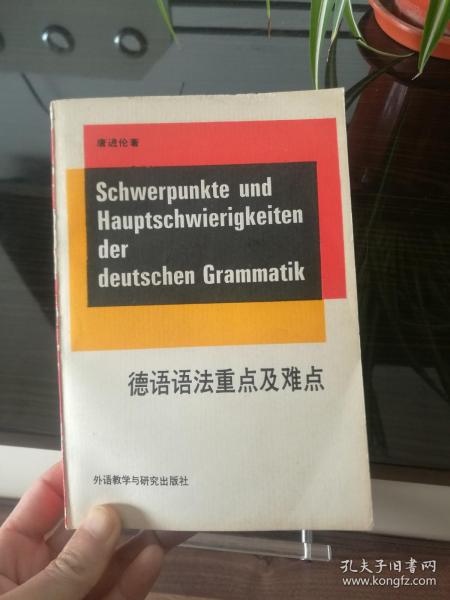 唐进伦著
Schwerpunkte und
Hauptschwierigkeiten
der
deutschen Grammatik
德语语法重点及难点
外语教学与研究出版社
孔夫子旧书网
www.kongfz.com